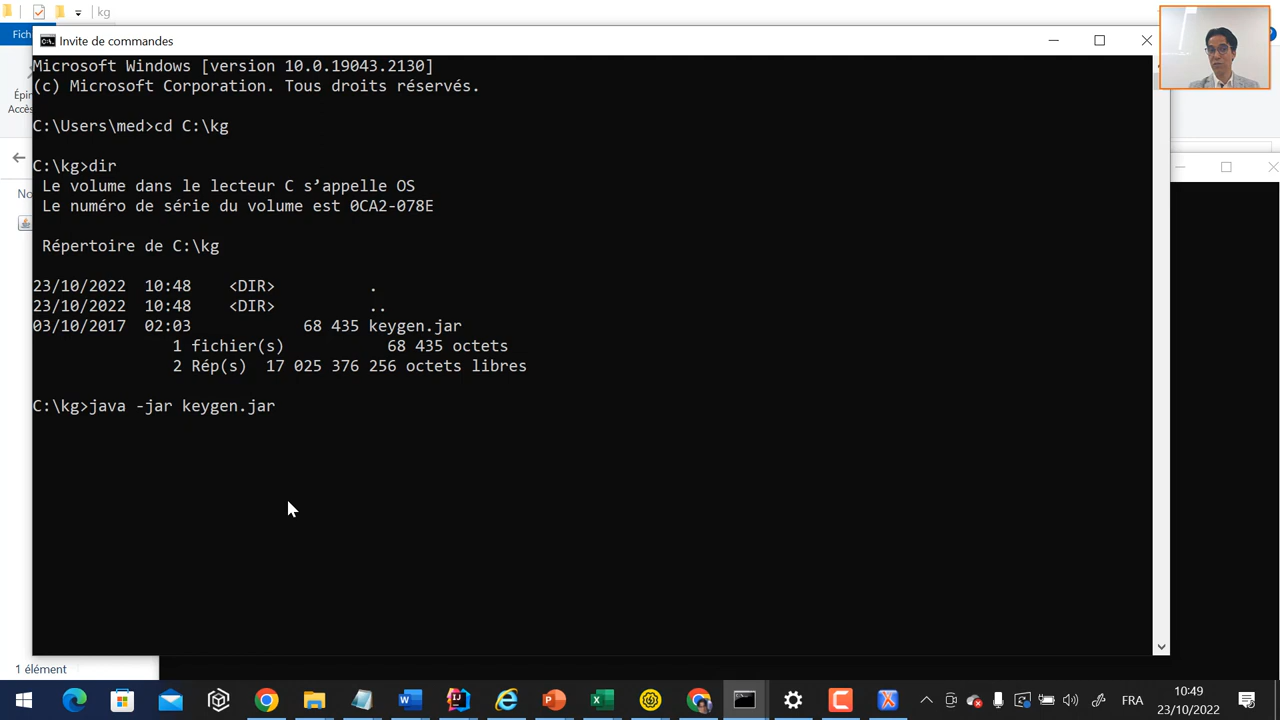 kg
Fich
Invite de commandes
Microsoft Windows [version 10.0.19043.2130]
(c) Microsoft Corporation. Tous droits réservés.
Épin
Accès
C:\Users\med>cd C:\kg
C:\kg>dir
Le volume dans le lecteur C s’appelle OS
Le numéro de série du volume est 0CA2-078E
No
Répertoire de C:\kg
23/10/2022 10:48 <DIR> .
23/10/2022 10:48 <DIR> ..
03/10/2017 02:03 68 435 keygen.jar
1 fichier(s) 68 435 octets
2 Rép(s) 17 025 376 256 octets libres
C:\kg>java -jar keygen.jar
1 élément
FRA
10:49
23/10/2022